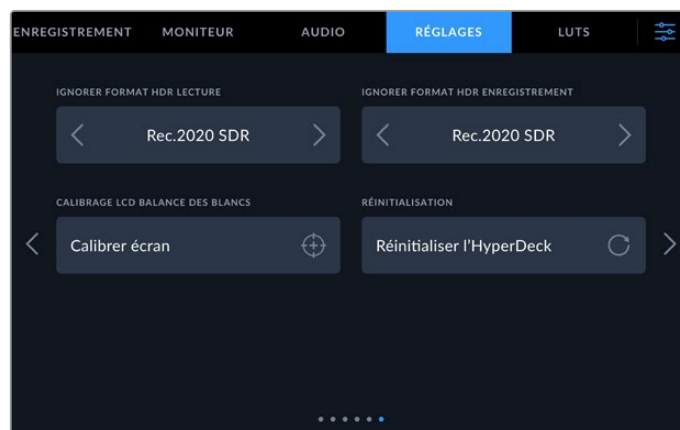 ENREGISTREMENT MONITEUR AUDIO RÉGLAGES LUTS
IGNORER FORMAT HDR LECTURE IGNORER FORMAT HDR ENREGISTREMENT
Rec.2020 SDR Rec.2020 SDR
CALIBRAGE LCD BALANCE DES BLANCS RÉINITIALISATION
Calibrer écran Réinitialiser l’HyperDeck